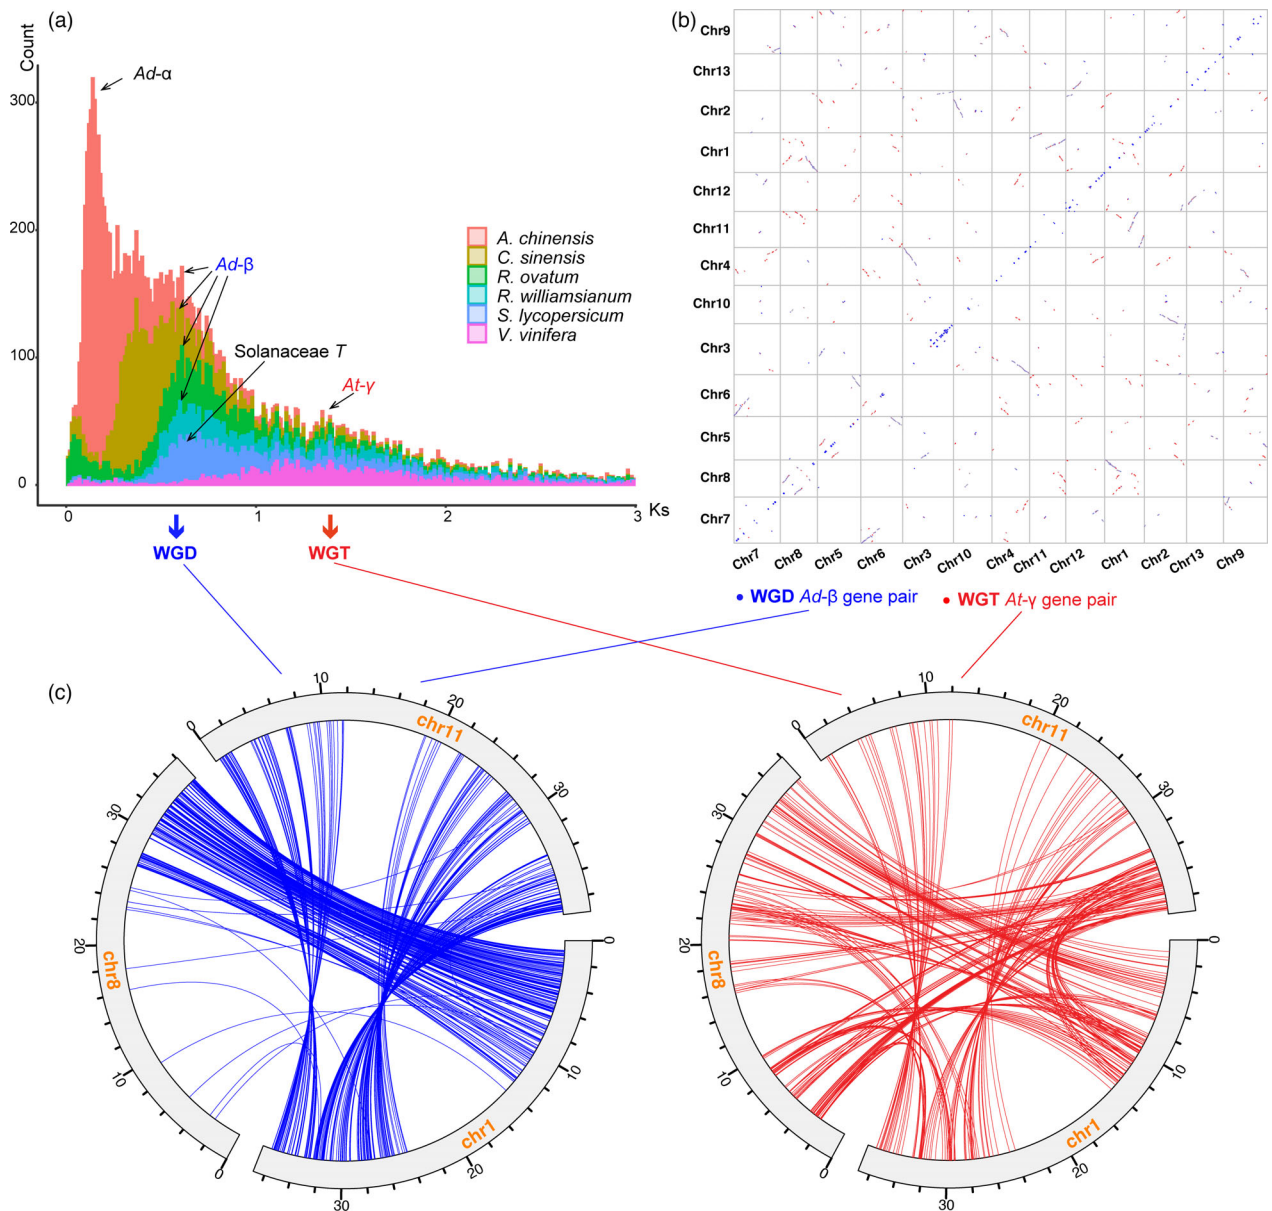 (a)
Count
300
200
100
0
Ad-α
Ad-β
Solanaceae T
At-γ
A. chinensis
C. sinensis
R. ovatum
R. williamsianum
S. lycopersicum
V. vinifera
0
1
2
3
Ks
WGD
WGT
(b)
Chr9
Chr13
Chr2
Chr1
Chr12
Chr11
Chr4
Chr10
Chr3
Chr6
Chr5
Chr8
Chr7
Chr7 Chr8 Chr5 Chr6 Chr3 Chr10 Chr4 Chr11 Chr12 Chr1 Chr2 Chr13 Chr9
WGD Ad-β gene pair
WGT At-γ gene pair
(c)
0
10
20
30
chr11
0
10
20
30
chr1
0
10
20
30
chr8
0
10
20
30
chr11
0
10
20
30
chr1
0
10
20
30
chr8